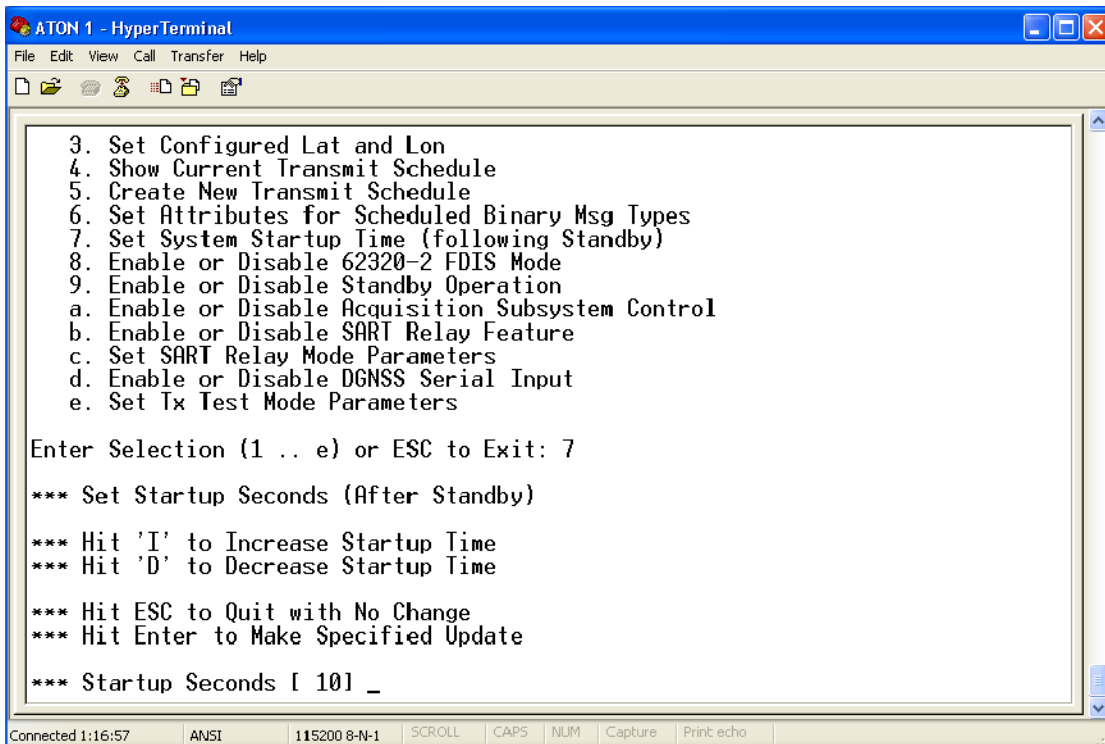 ATON 1 - HyperTerminal
File Edit View Call Transfer Help
3. Set Configured Lat and Lon
4. Show Current Transmit Schedule
5. Create New Transmit Schedule
6. Set Attributes for Scheduled Binary Msg Types
7. Set System Startup Time (following Standby)
8. Enable or Disable 62320-2 FDIS Mode
9. Enable or Disable Standby Operation
a. Enable or Disable Acquisition Subsystem Control
b. Enable or Disable SART Relay Feature
c. Set SART Relay Mode Parameters
d. Enable or Disable DGNSS Serial Input
e. Set Tx Test Mode Parameters
Enter Selection (1 .. e) or ESC to Exit: 7
*** Set Startup Seconds (After Standby)
*** Hit 'I' to Increase Startup Time
*** Hit 'D' to Decrease Startup Time
*** Hit ESC to Quit with No Change
*** Hit Enter to Make Specified Update
*** Startup Seconds [ 10] _
Connected 1:16:57 ANSI 115200 8-N-1 SCROLL CAPS NUM Capture Print echo